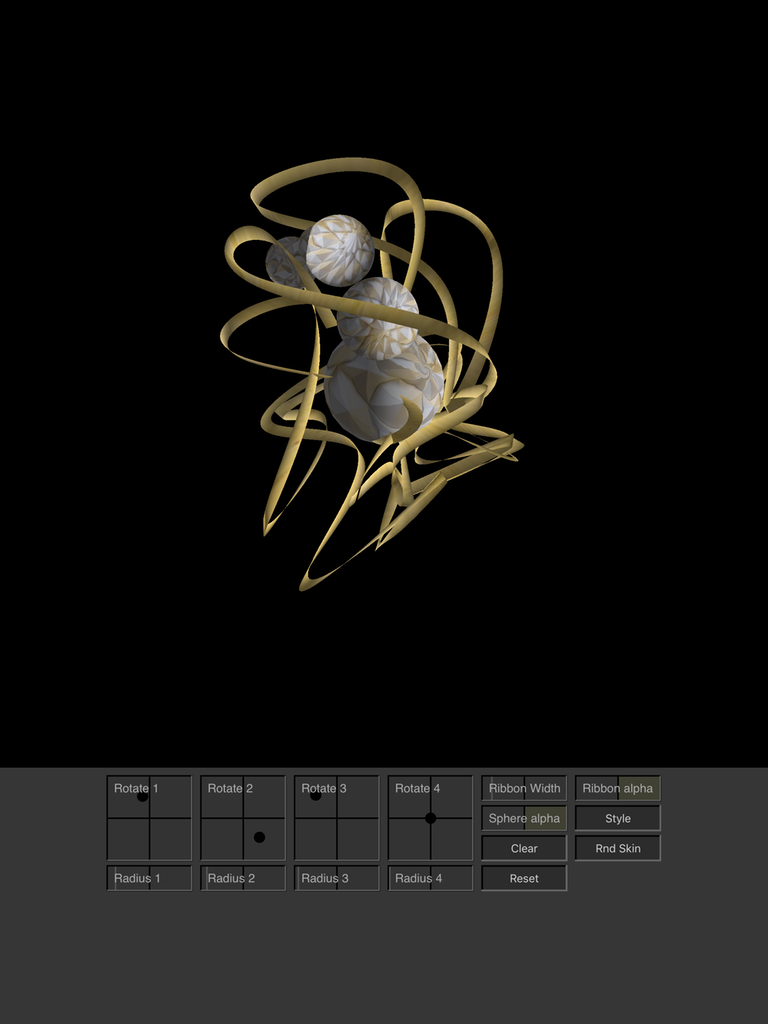 Rotate 1
Rotate 2
Rotate 3
Rotate 4
Ribbon Width
Ribbon alpha
Sphere alpha
Style
Clear
Rnd Skin
Radius 1
Radius 2
Radius 3
Radius 4
Reset